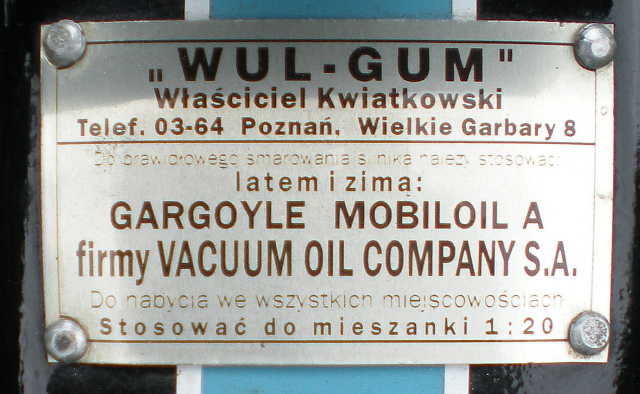 „WUL-GUM"
Właściciel Kwiatkowski
Telef. 03-64 Poznań, Wielkie Garbary 8
Do prawidłowego smarowania silnika należy stosować:
latem i zimą:
GARGOYLE MOBILOIL A
firmy VACUUM OIL COMPANY S.A.
Do nabycia we wszystkich miejscowościach
Stosować do mieszanki 1:20